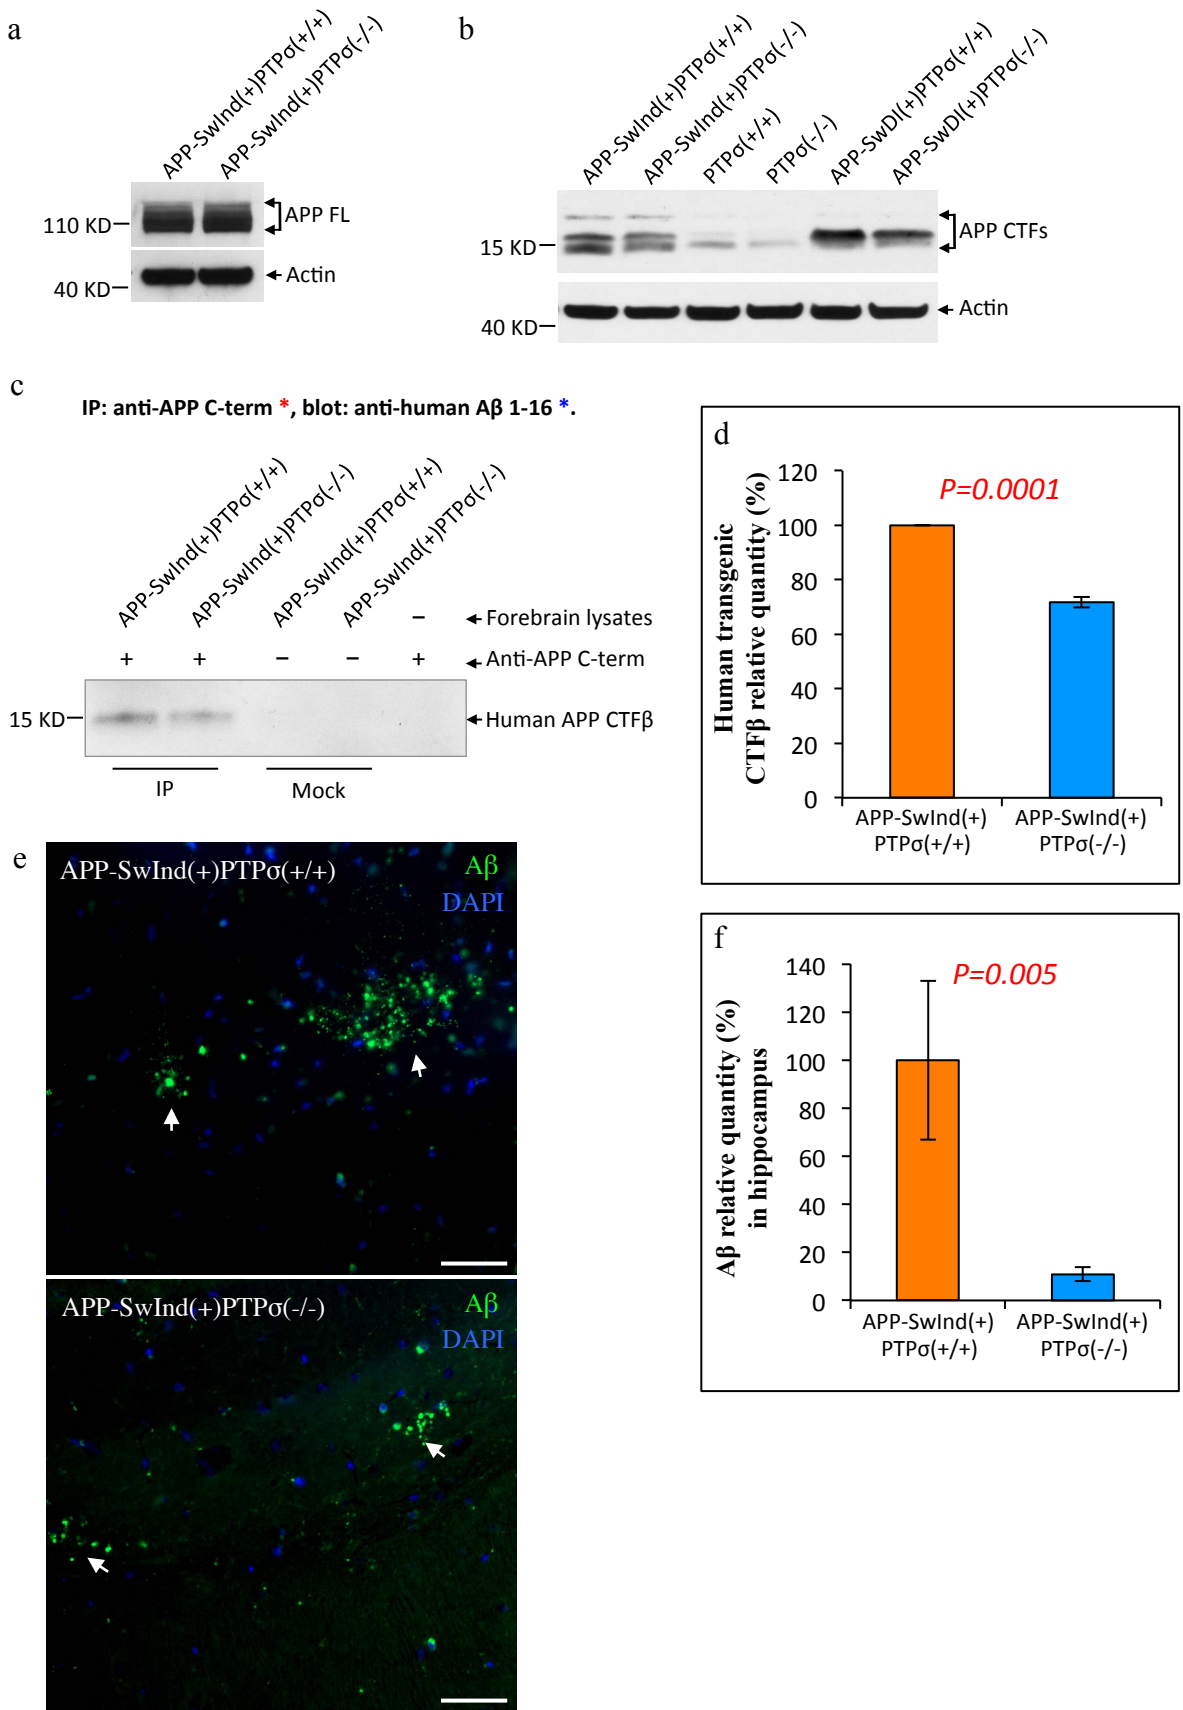 a
APP-SwInd(+)PTPσ(+/+)
APP-SwInd(+)PTPσ(-/-)
110 KD
APP FL
40 KD
Actin
b
APP-SwInd(+)PTPσ(+/+)
APP-SwInd(+)PTPσ(-/-)
PTPσ(+/+)
PTPσ(-/-)
APP-SwDI(+)PTPσ(+/+)
APP-SwDI(+)PTPσ(-/-)
15 KD
APP CTFs
40 KD
Actin
c
IP: anti-APP C-term *, blot: anti-human Aβ 1-16 *.
APP-SwInd(+)PTPσ(+/+)
APP-SwInd(+)PTPσ(-/-)
APP-SwInd(+)PTPσ(+/+)
APP-SwInd(+)PTPσ(-/-)
− Forebrain lysates
+ + − − + Anti-APP C-term
15 KD
Human APP CTFβ
IP
Mock
d
Human transgenic
CTFβ relative quantity (%)
120
100
80
60
40
20
0
P=0.0001
APP-SwInd(+)
PTPσ(+/+)
APP-SwInd(+)
PTPσ(-/-)
e
APP-SwInd(+)PTPσ(+/+)
Aβ
DAPI
APP-SwInd(+)PTPσ(-/-)
Aβ
DAPI
f
Aβ relative quantity (%)
in hippocampus
140
120
100
80
60
40
20
0
P=0.005
APP-SwInd(+)
PTPσ(+/+)
APP-SwInd(+)
PTPσ(-/-)